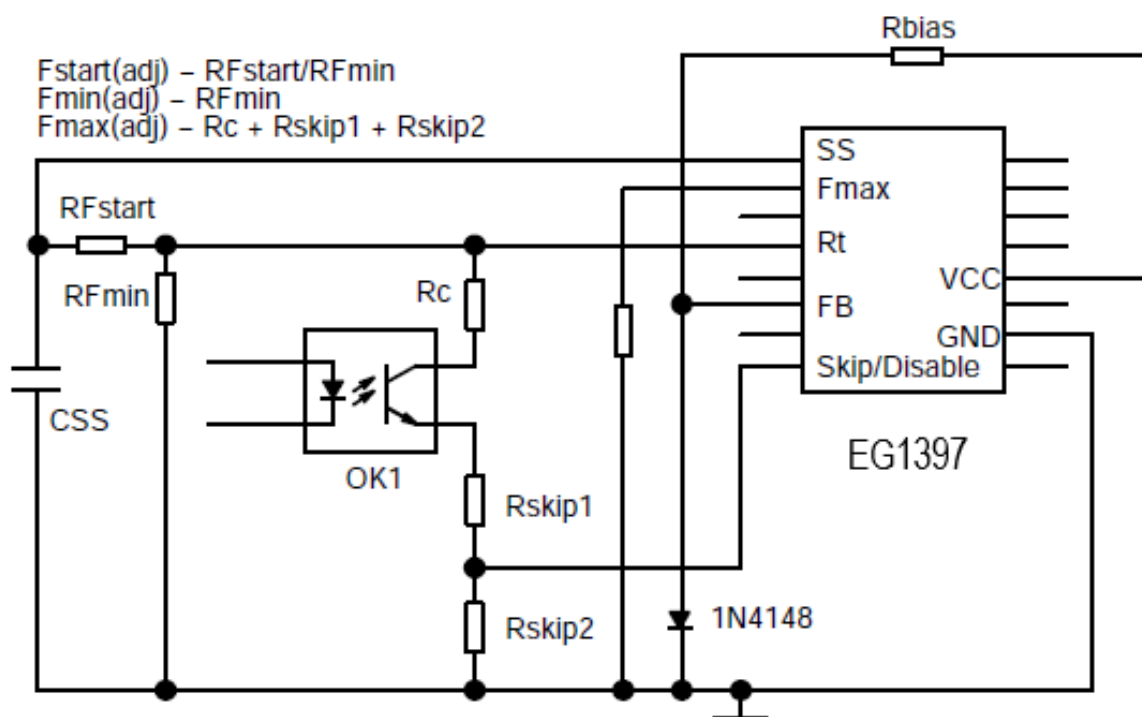 Rbias
Fstart(adj) – RFstart/RFmin
Fmin(adj) – RFmin
Fmax(adj) – Rc + Rskip1 + Rskip2
SS
Fmax
RFstart
Rt
RFmin
Rc
VCC
FB
GND
Skip/Disable
CSS
OK1
EG1397
Rskip1
Rskip2
1N4148